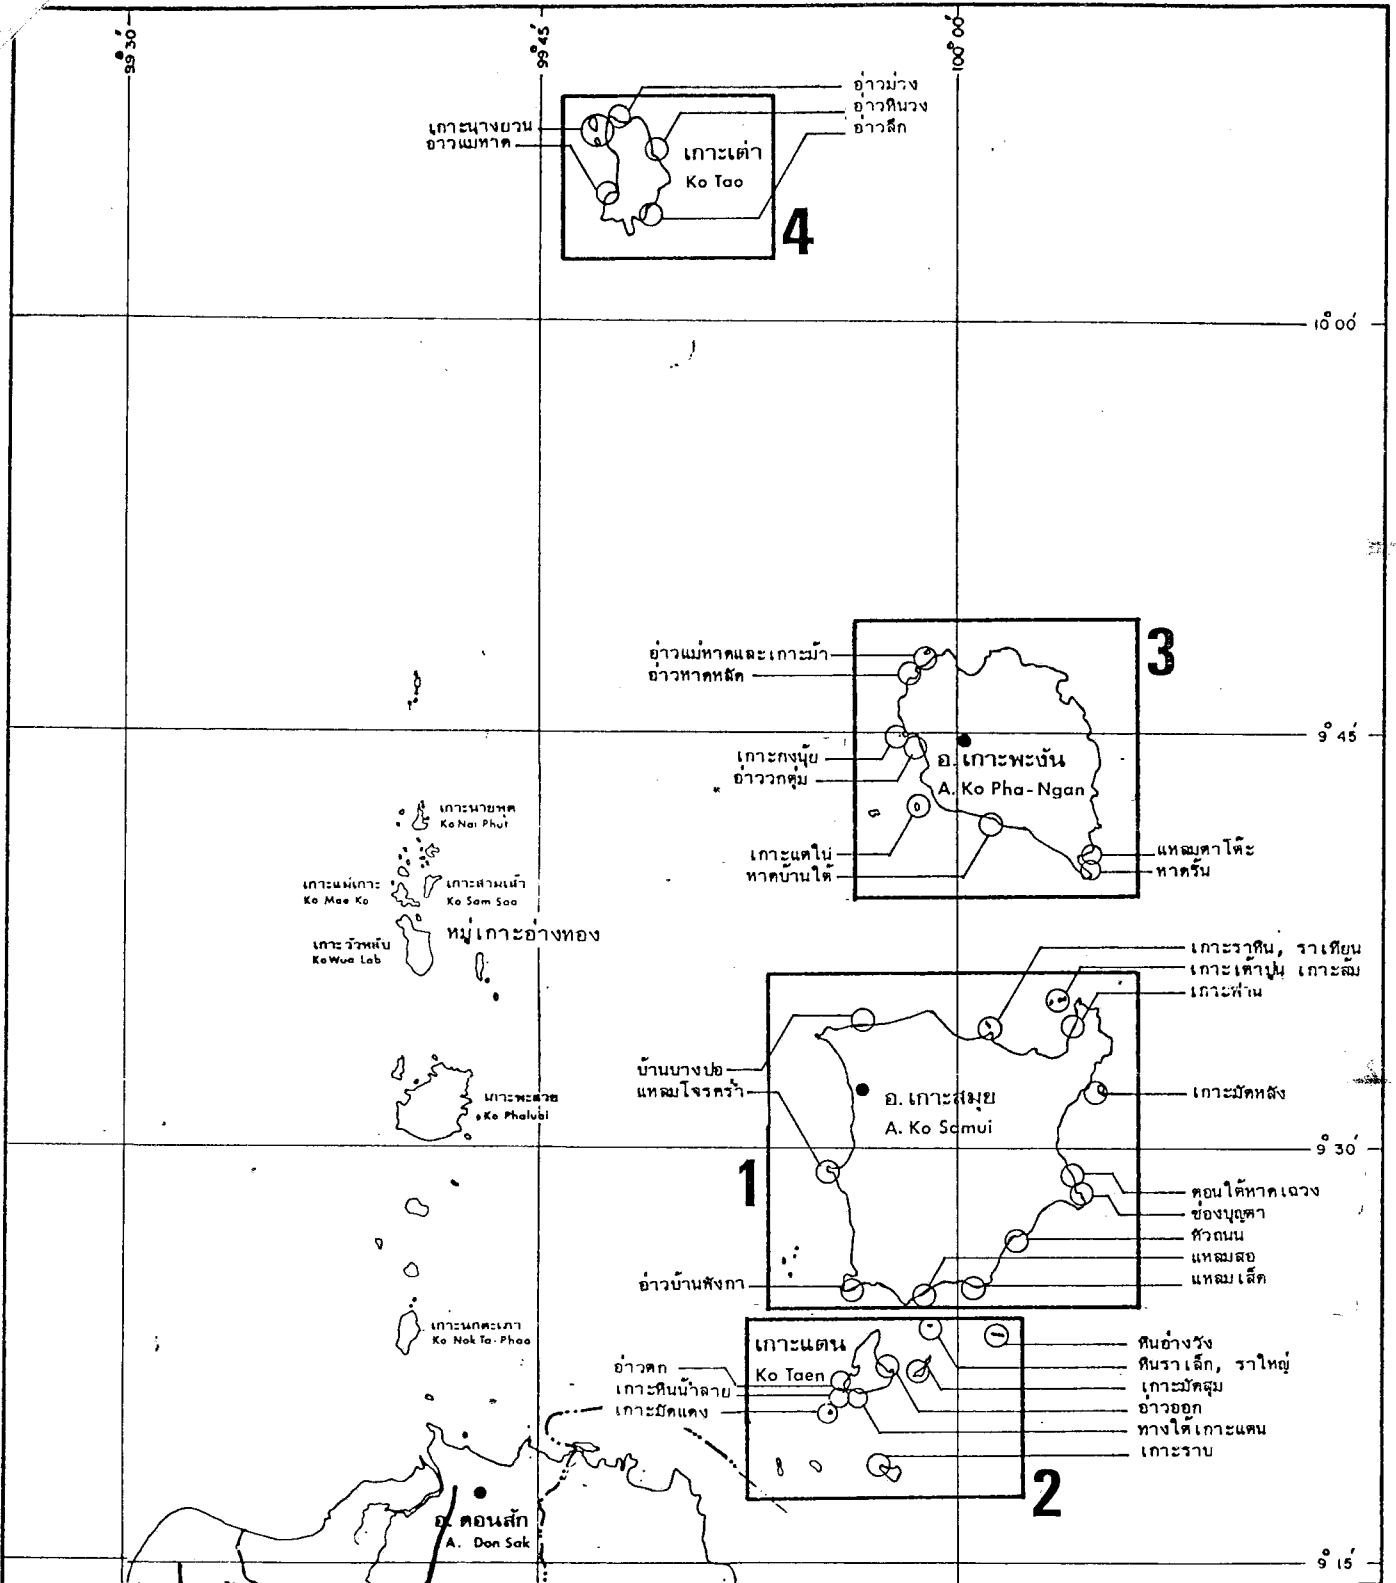 99° 30'
99° 45'
100° 00'
อ่าวม่วง
อ่าวหินวง
อ่าวลึก
เกาะนางยวน
อาวแมหาด
เกาะเต่า
Ko Tao
4
10° 00'
3
อ่าวแม่หาดและเกาะม้า
อ่าวหาดหลัด
9° 45'
เกาะกงนุ้ย
อ่าววกตุ่ม
อ. เกาะพะงัน
A. Ko Pha-Ngan
เกาะนายพุด
Ko Nai Phut
เกาะแตใน
หาดบ้านใต้
แหลมตาโต๊ะ
หาดริ้น
เกาะแม่เกาะ
Ko Mae Ko
เกาะสามเส้า
Ko Sam Sao
หมู่เกาะอ่างทอง
เกาะวัวหลับ
Ko Wua Lab
เกาะราหิน, ราเทียน
เกาะเต้าปูน เกาะส้ม
เกาะฟาน
บ้านบางปอ
แหลมโจรคร่ำ
อ. เกาะสมุย
A. Ko Samui
เกาะมัดหลัง
เกาะพะลวย
Ko Phaluai
9° 30'
1
ตอนใต้หาดเฉวง
ช่องบุญตา
หัวถนน
แหลมสอ
แหลมเส็ด
อ่าวบ้านพังกา
เกาะนกตะเภา
Ko Nok Ta-Phao
เกาะแตน
Ko Taen
หินอ่างวัง
หินราเล็ก, ราใหญ่
เกาะมัดสุม
อ่าวออก
ทางใต้เกาะแตน
เกาะราบ
อ่าวตก
เกาะหินน้ำลาย
เกาะมัดแดง
2
อ. ดอนสัก
A. Don Sak
9° 15'